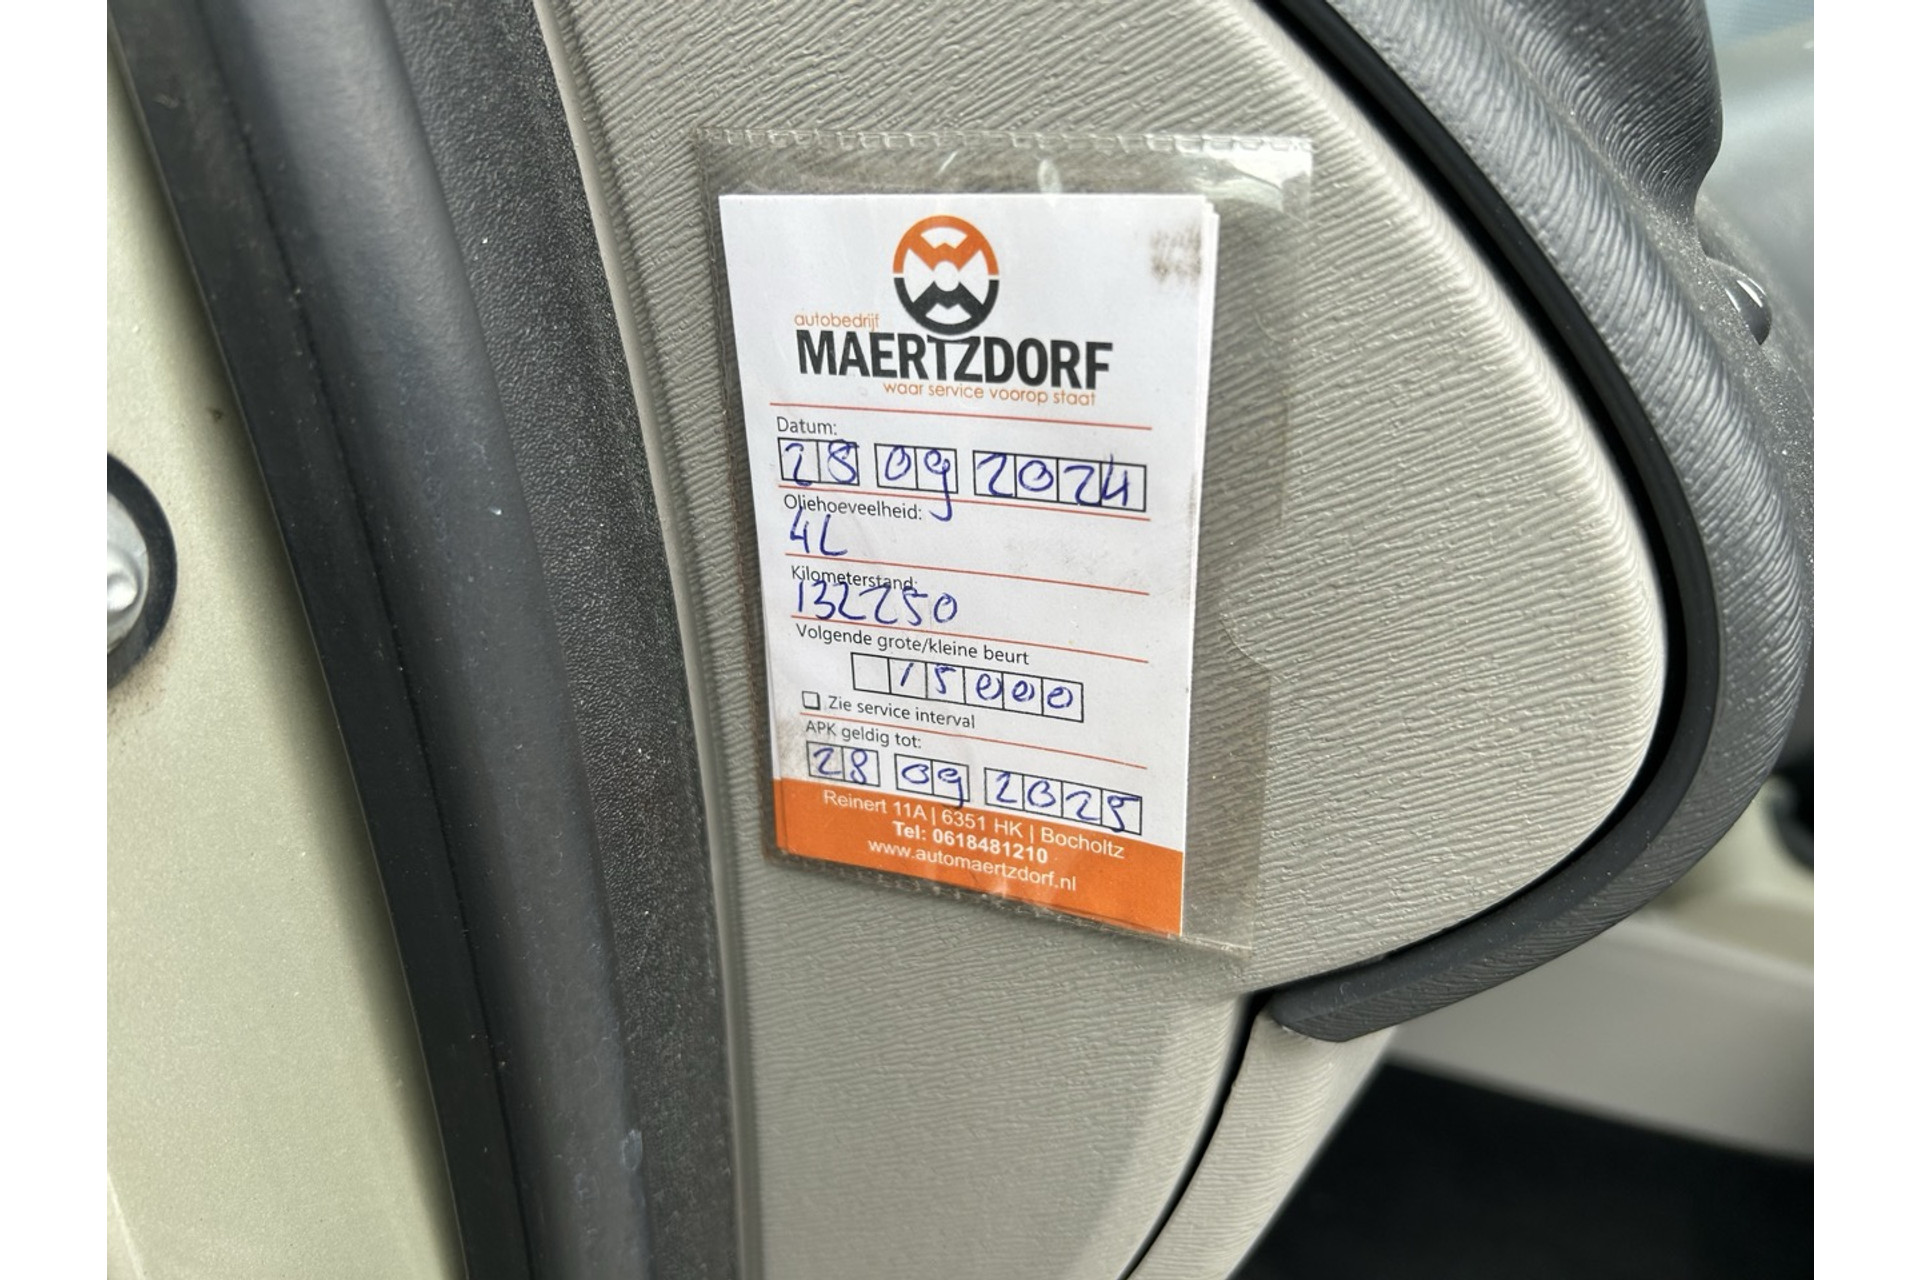 autobedrijf
MAERTZDORF
waar service voorop staat
Datum:
28 09 2024
Oliehoeveelheid:
4L
Kilometerstand:
132250
Volgende grote/kleine beurt
15000
Zie service interval
APK geldig tot:
28 09 2025
Reinert 11A | 6351 HK | Bocholtz
Tel: 0618481210
www.automaertzdorf.nl